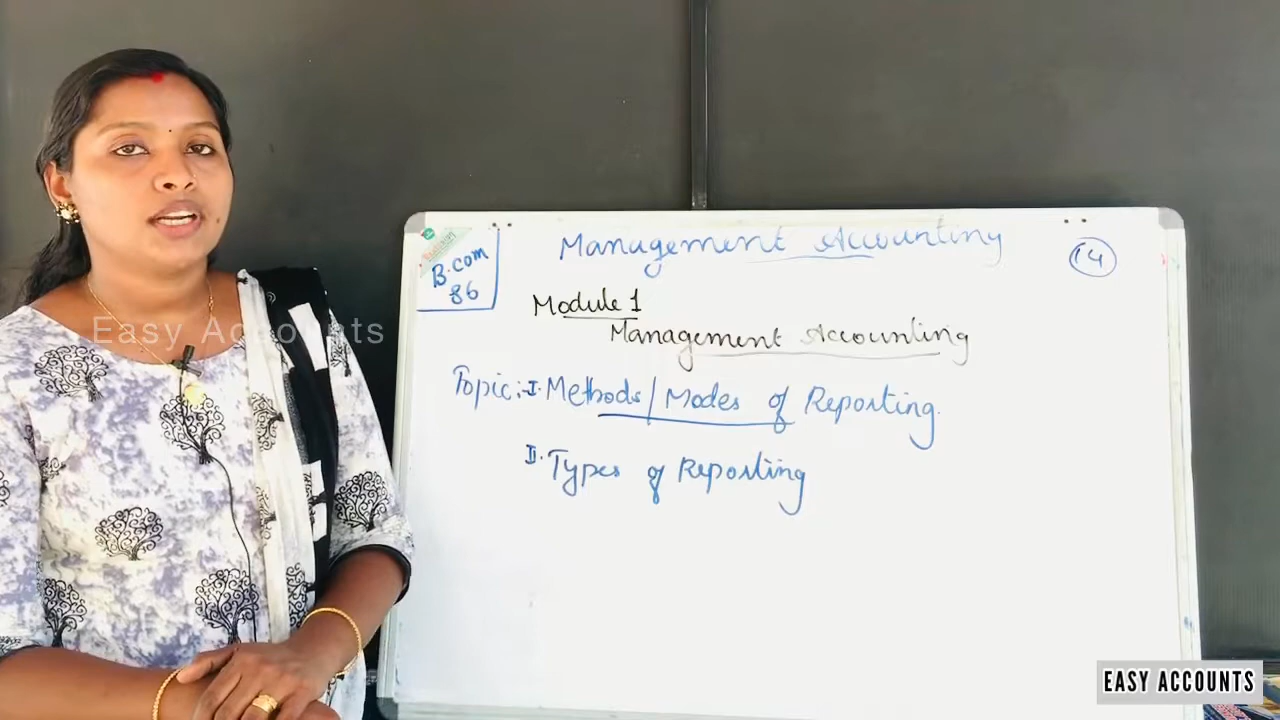 Management Accounting
14
B.com
S6
Module 1
Management Accounting
Topic:- I. Methods/Modes of Reporting.
II. Types of Reporting
Easy Accounts
EASY ACCOUNTS